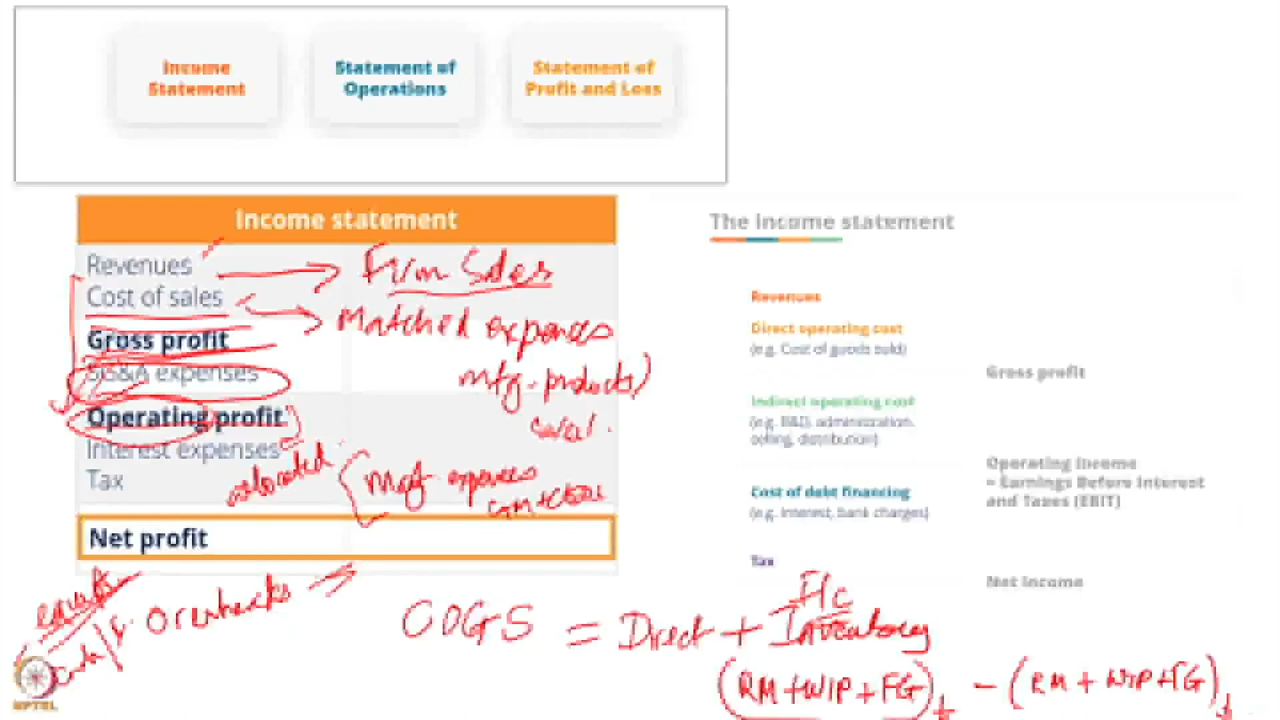 Income Statement
Statement of Operations
Statement of Profit and Loss
Income statement
Revenues
Cost of sales
Gross profit
SG&A expenses
Operating profit
Interest expenses
Tax
Net profit
Firm Sales
Matched expenses
mfg. products/
allocated
expenses
Overheads
COGS = Direct + Inventory
(RM+WIP+FG)t - (RM+WIP+FG)
The Income statement
Revenues
Direct operating cost
(e.g. Cost of goods sold)
Gross profit
Indirect operating cost
(e.g. R&D, administration,
selling, distribution)
Operating Income
= Earnings Before Interest
and Taxes (EBIT)
Cost of debt financing
(e.g. Interest, bank charges)
Tax
Net Income
NPTEL